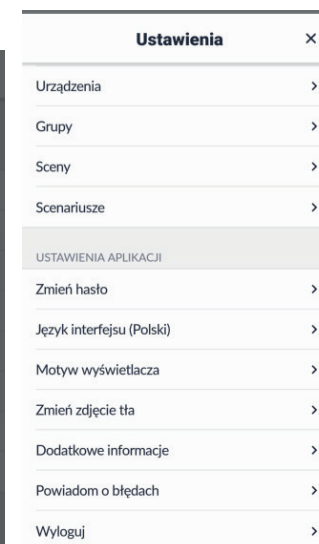 Ustawienia
Urządzenia
Grupy
Sceny
Scenariusze
USTAWIENIA APLIKACJI
Zmień hasło
Język interfejsu (Polski)
Motyw wyświetlacza
Zmień zdjęcie tła
Dodatkowe informacje
Powiadom o błędach
Wyloguj